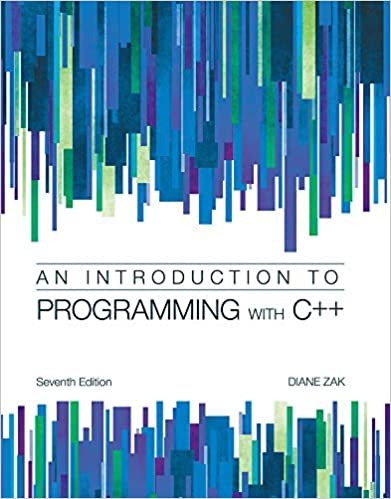 AN INTRODUCTION TO
PROGRAMMING WITH C++
Seventh Edition DIANE ZAK